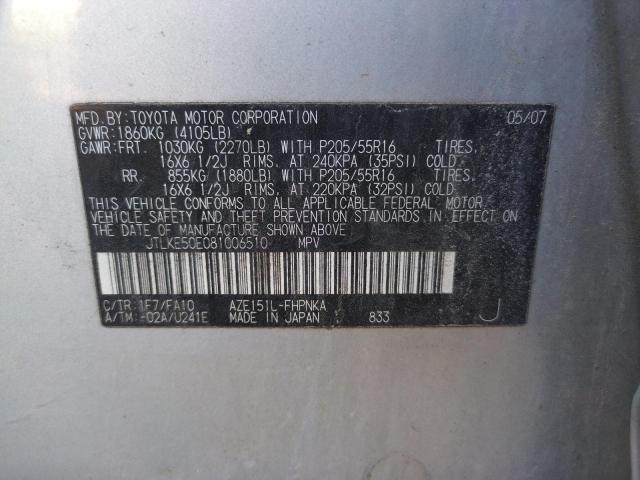 MFD.BY: TOYOTA MOTOR CORPORATION 05/07
GVWR: 1860KG (4105LB)
GAWR: FRT. 1030KG (2270LB) WITH P205/55R16 TIRES,
16X6 1/2J RIMS, AT 240KPA (35PSI) COLD
RR. 855KG (1880LB) WITH P205/55R16 TIRES,
16X6 1/2J RIMS, AT 220KPA (32PSI) COLD
THIS VEHICLE CONFORMS TO ALL APPLICABLE FEDERAL MOTOR
VEHICLE SAFETY AND THEFT PREVENTION STANDARDS IN EFFECT ON
THE DATE OF MANUFACTURE SHOWN ABOVE.
JTLKE50E081006510 MPV
C/TR: 1F7/FA10 AZE151L-FHPNKA
A/TM: -02A/U241E MADE IN JAPAN 833 J